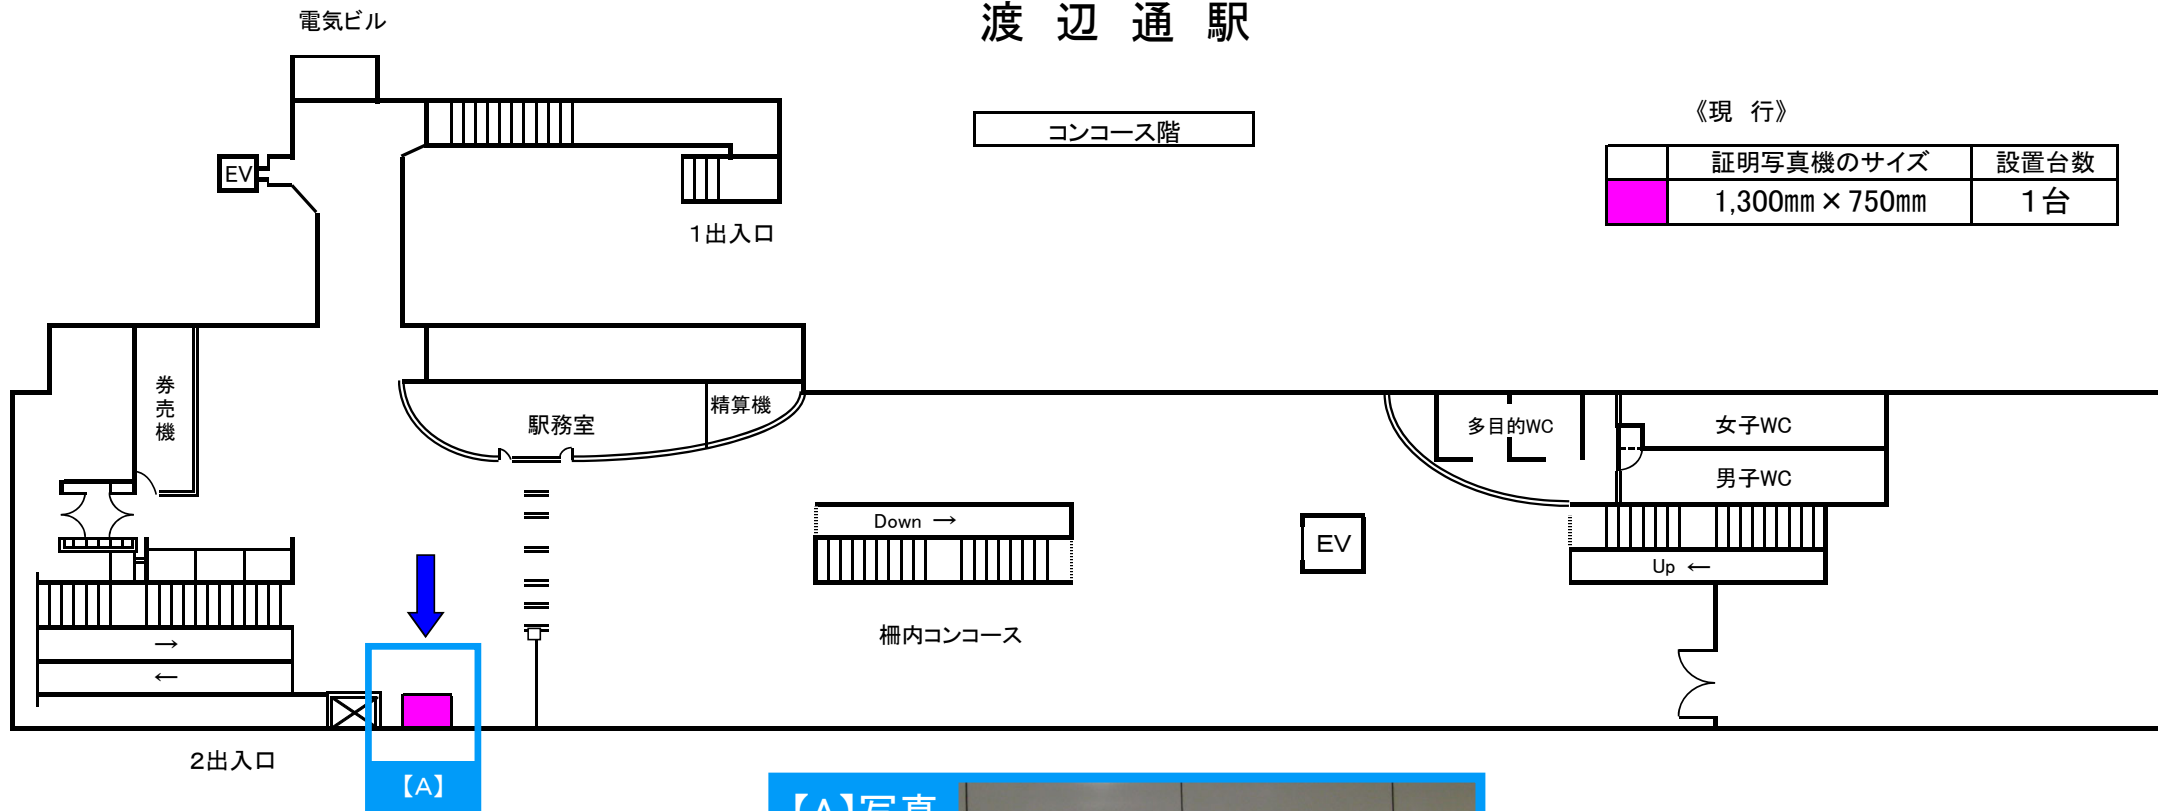 渡 辺 通 駅
電気ビル
コンコース階
《現 行》
証明写真機のサイズ 設置台数
1,300㎜×750㎜ 1台
EV
1出入口
券売機
駅務室
精算機
多目的WC
女子WC
男子WC
Down →
EV
Up ←
柵内コンコース
→
←
2出入口
【A】
【A】写真